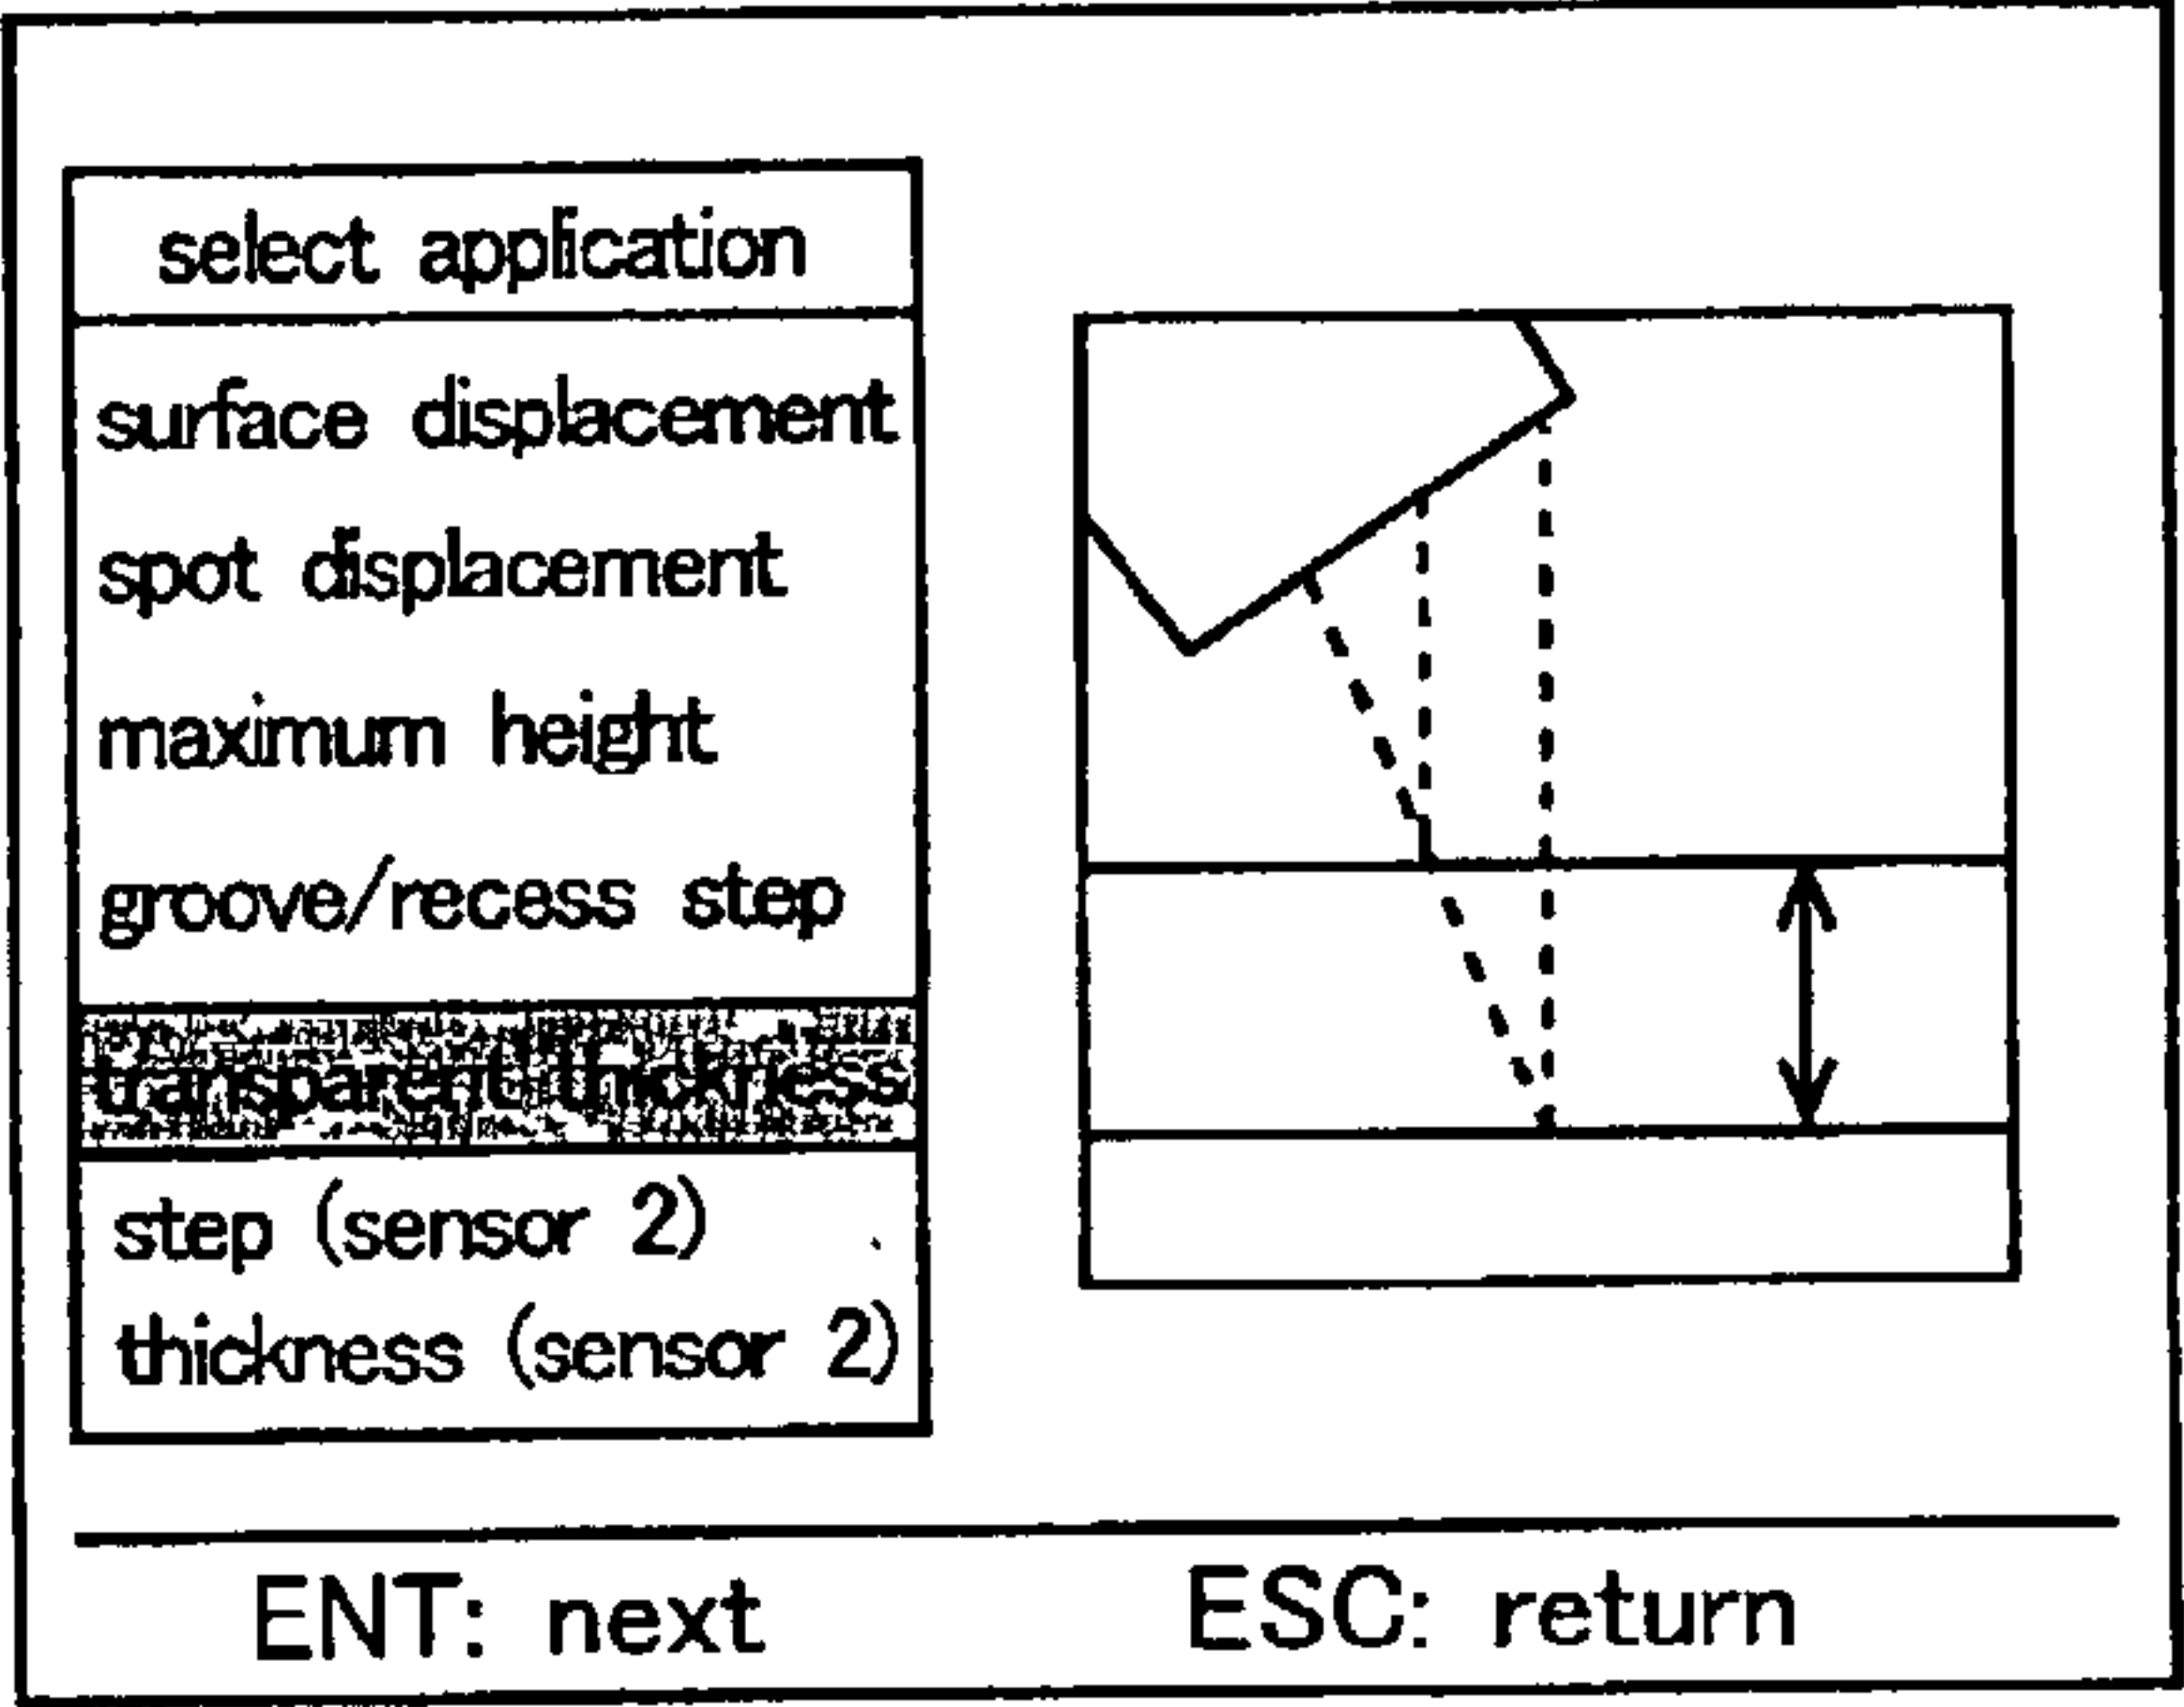 select application
surface displacement
spot displacement
maximum height
groove/recess step
transparent thickness
step (sensor 2)
thickness (sensor 2)
ENT: next ESC: return